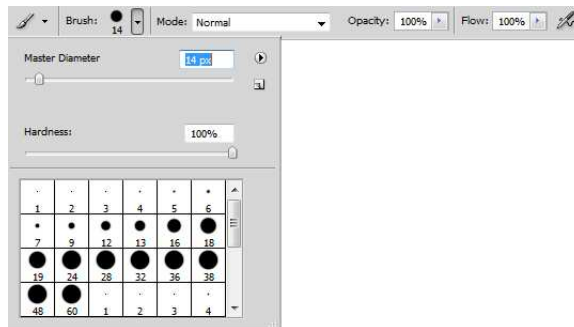 Brush: 14 Mode: Normal Opacity: 100% Flow: 100%
Master Diameter 14 px
Hardness: 100%
1 2 3 4 5 6
7 9 12 13 16 18
19 24 28 32 36 38
48 60 1 2 3 4